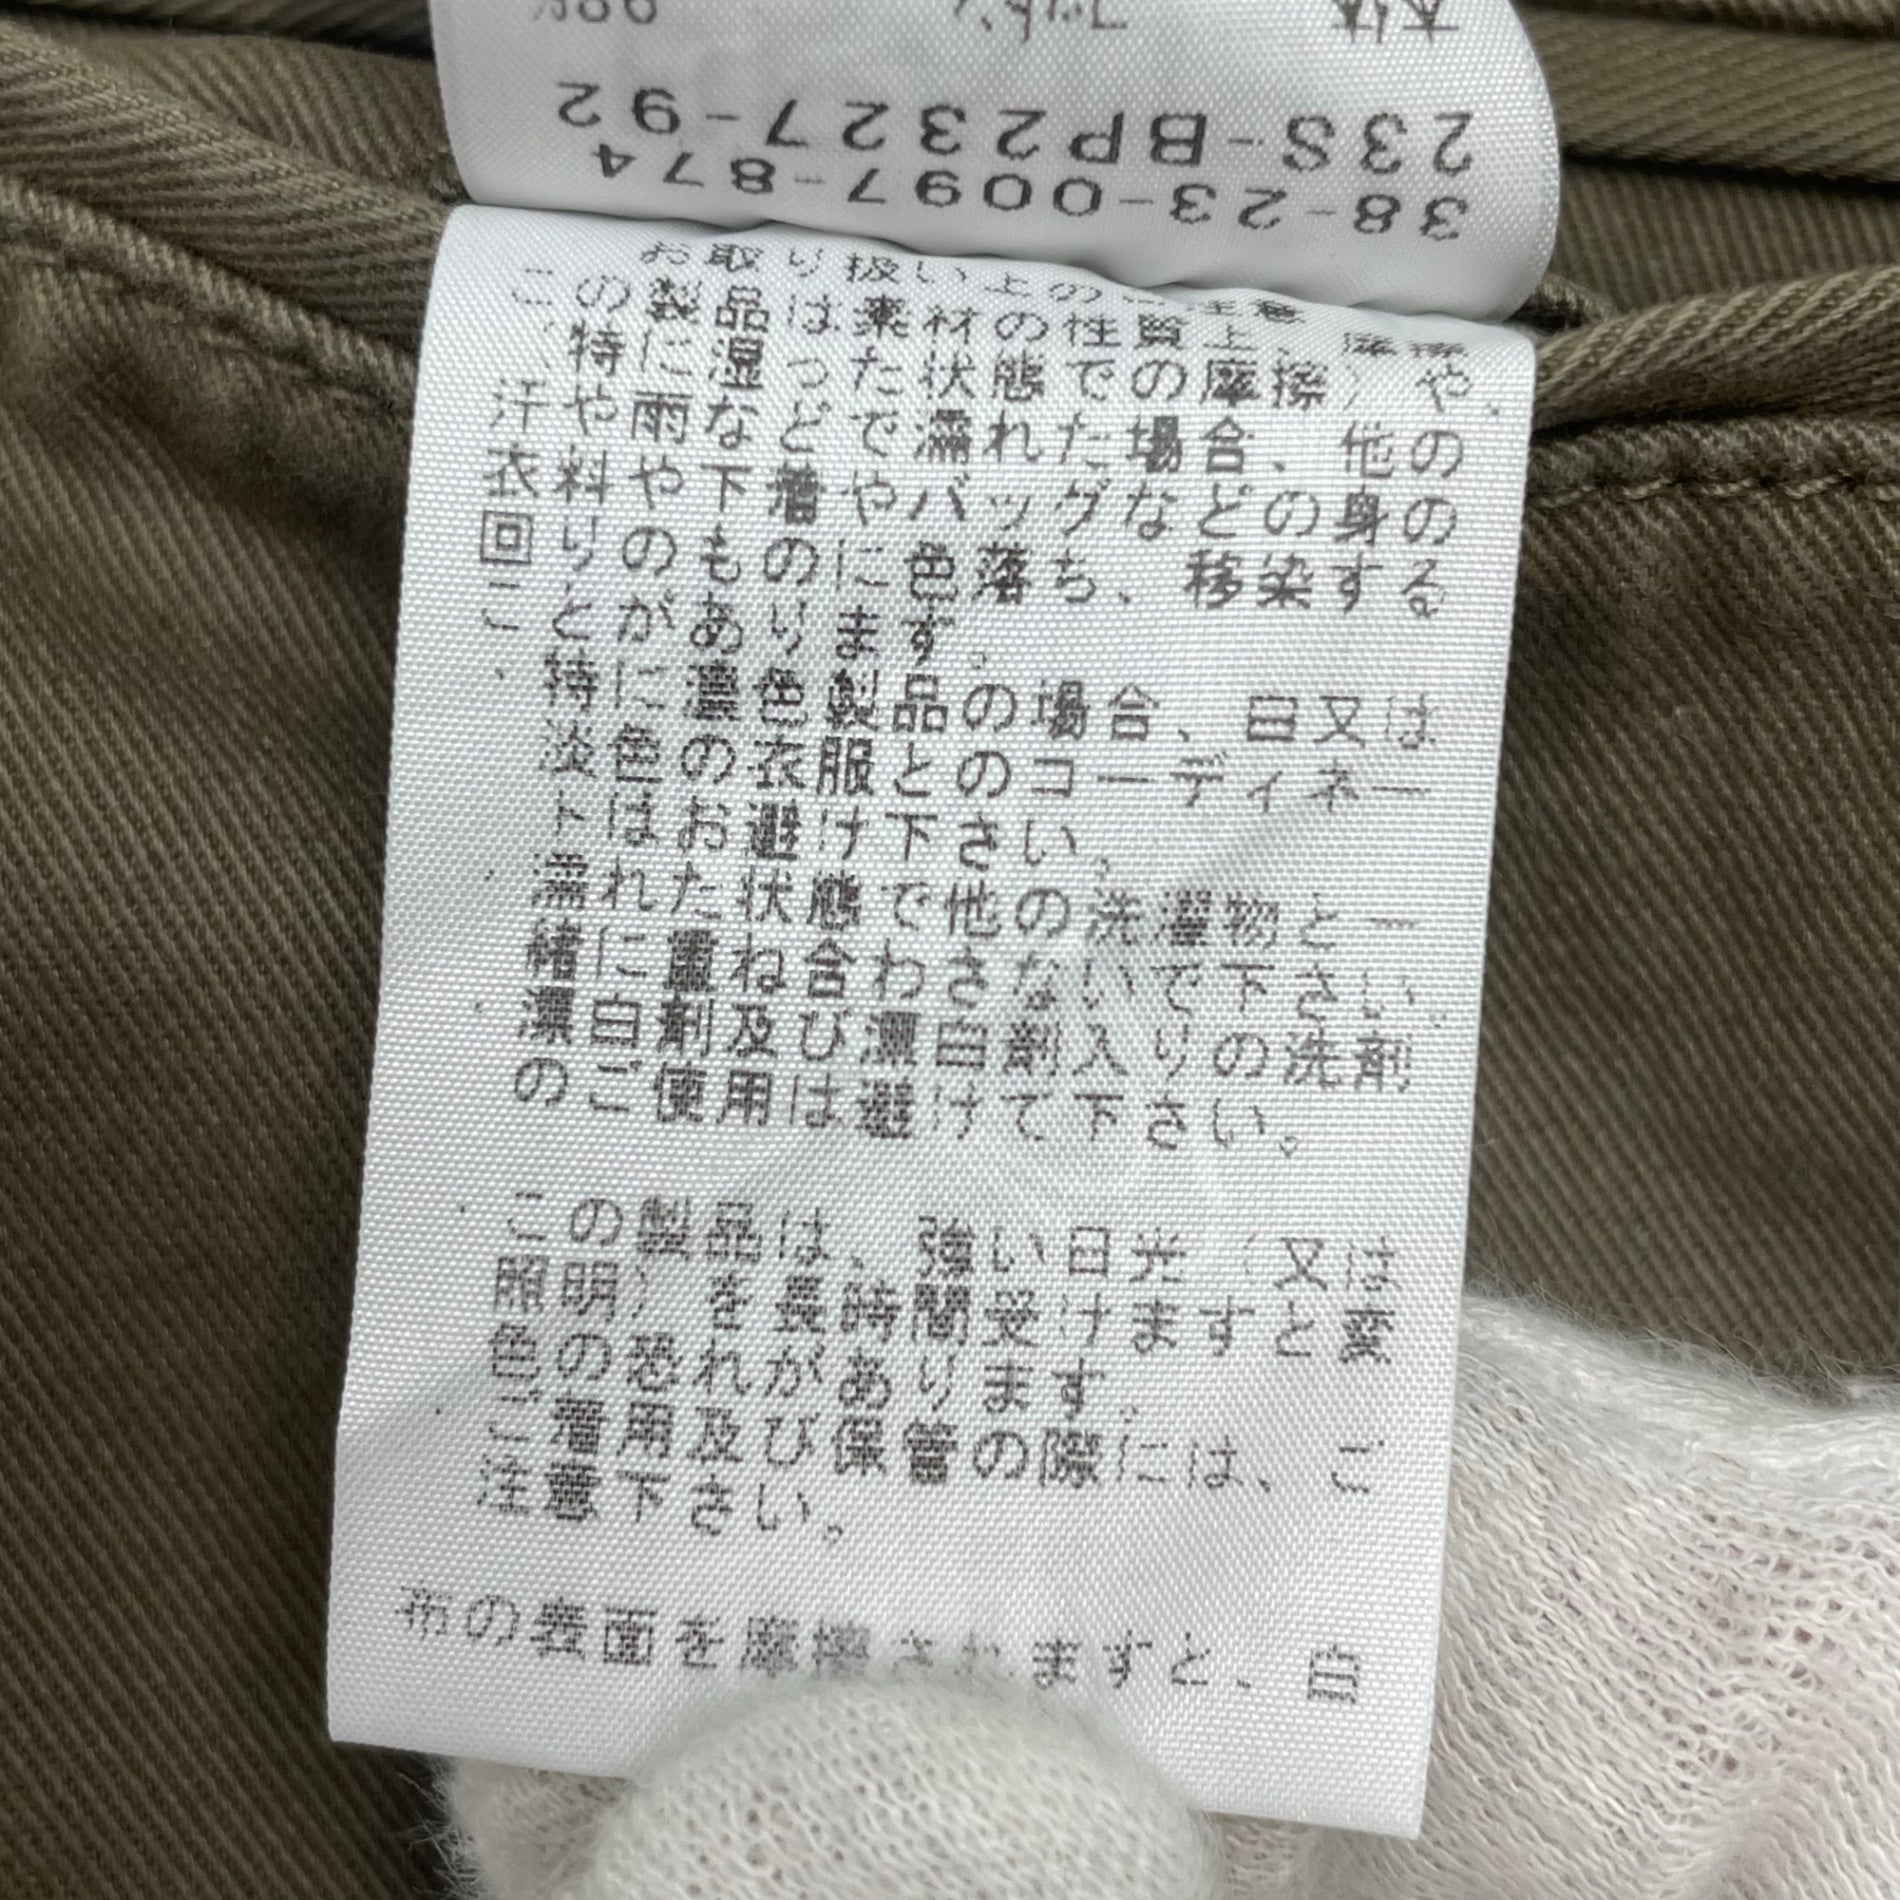 本体 コットン 98%
23S-BP2327-92
38-23-0097-874
お取り扱い上のご注意
この製品は素材の性質上、摩擦
（特に湿った状態での摩擦）や、
汗や雨などで濡れた場合、他の
衣料や下着やバッグなどの身の
回りのものに色落ち、移染する
ことがあります。
・特に濃色製品の場合、白又は
淡色の衣服とのコーディネー
トはお避け下さい。
・濡れた状態で他の洗濯物と一
緒に重ね合わさないで下さい。
・漂白剤及び漂白剤入りの洗剤
のご使用は避けて下さい。
・この製品は、強い日光（又は
照明）を長時間受けますと変
色の恐れがあります。
・ご着用及び保管の際には、ご
注意下さい。
布の表面を摩擦されますと、白